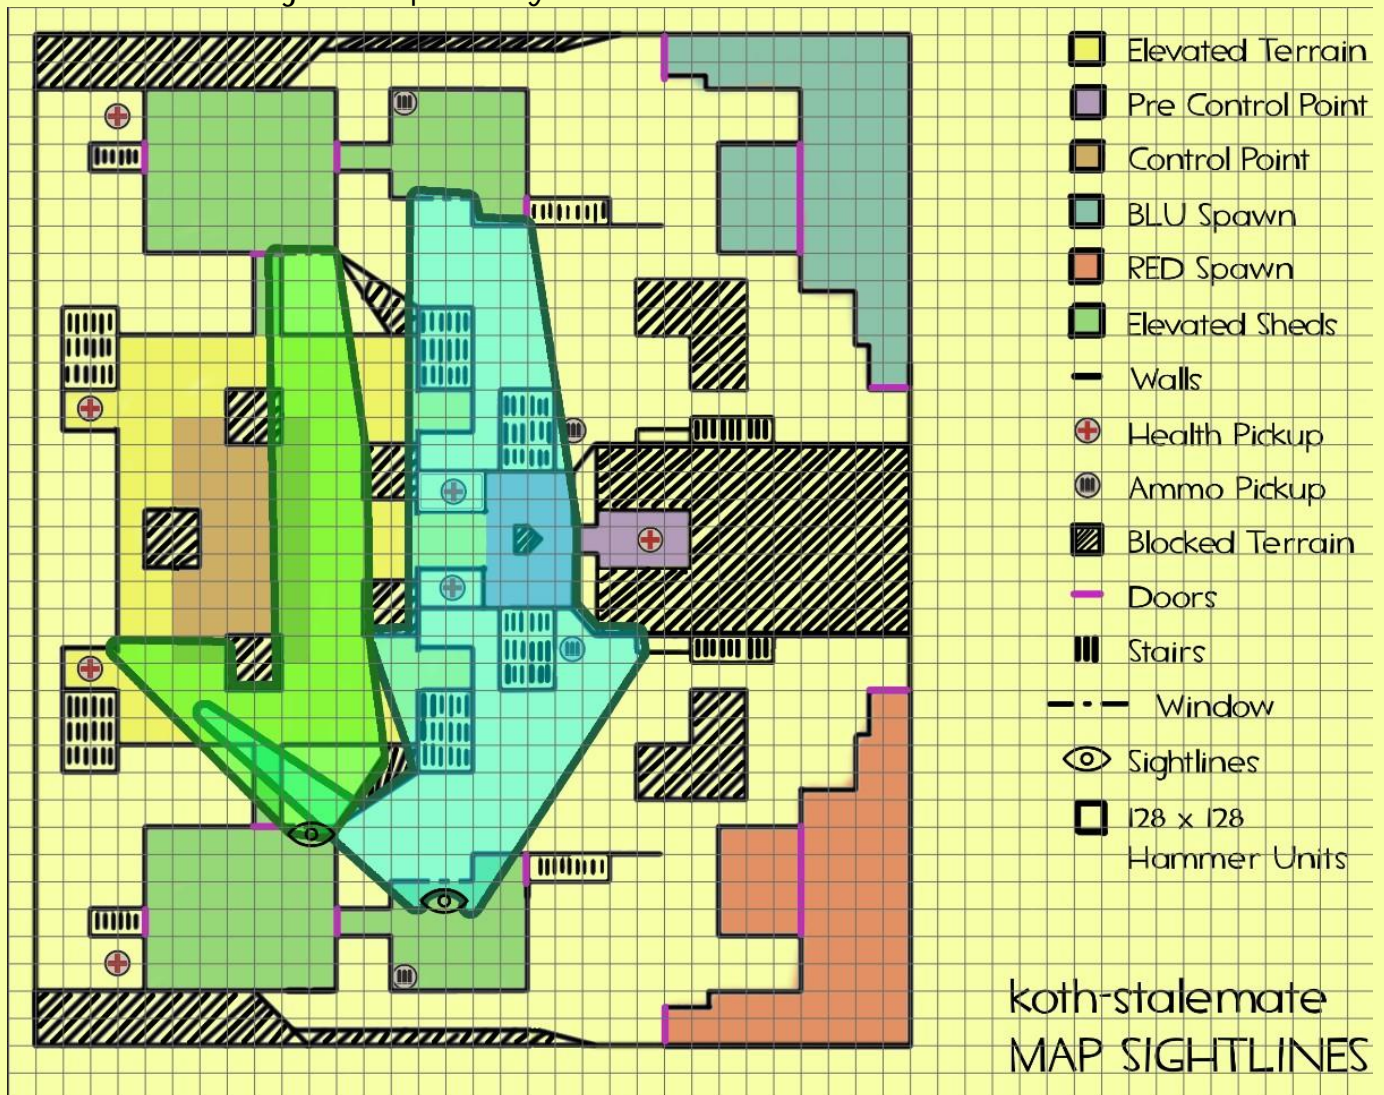 Elevated Terrain
Pre Control Point
Control Point
BLU Spawn
RED Spawn
Elevated Sheds
Walls
Health Pickup
Ammo Pickup
Blocked Terrain
Doors
Stairs
Window
Sightlines
128 x 128
Hammer Units
koth-stalemate
MAP SIGHTLINES